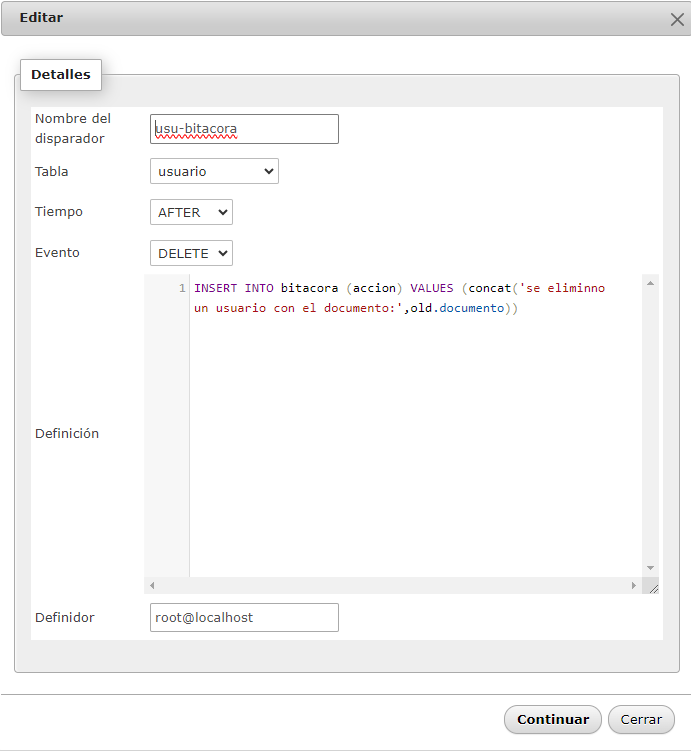 Editar
Detalles
Nombre del
disparador
usu-bitacora
Tabla
usuario
Tiempo
AFTER
Evento
DELETE
1 INSERT INTO bitacora (accion) VALUES (concat('se eliminno
un usuario con el documento:',old.documento))
Definición
Definidor
root@localhost
Continuar
Cerrar